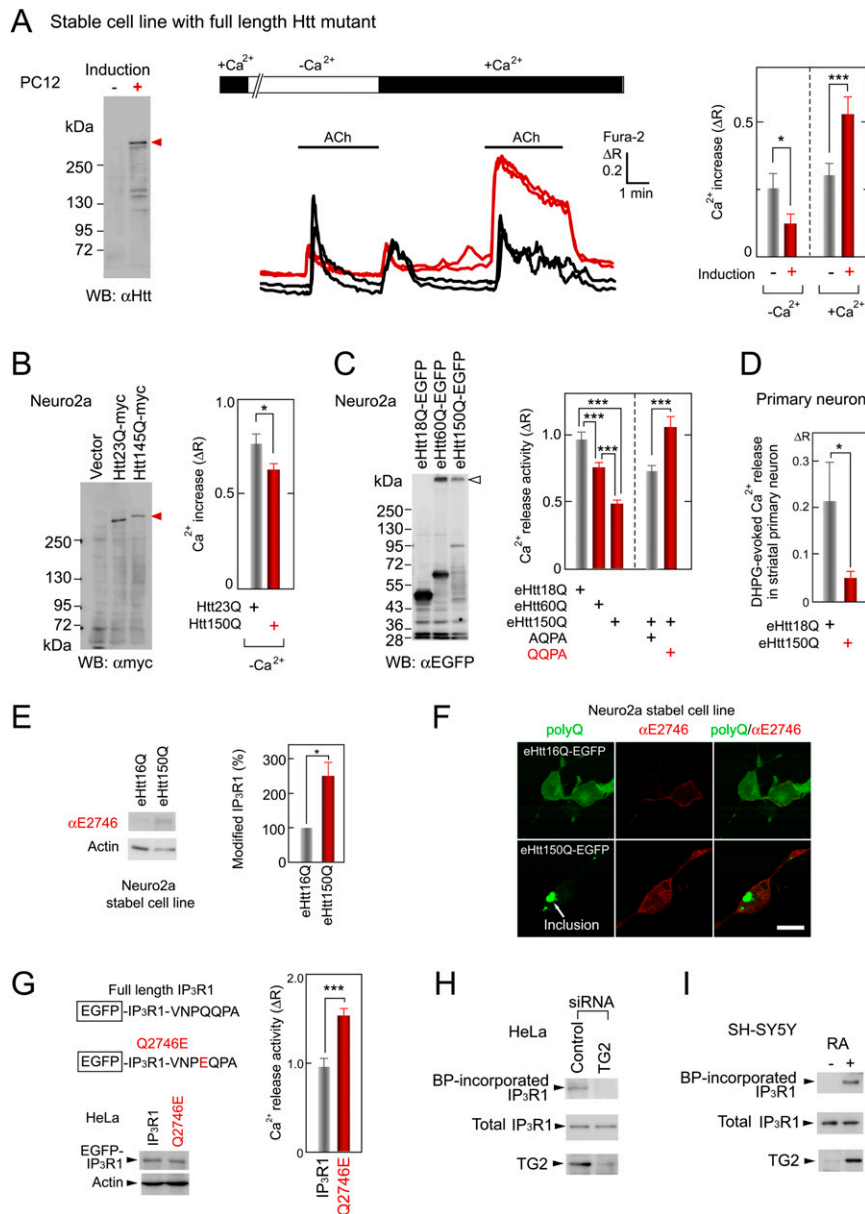 A Stable cell line with full length Htt mutant
PC12
Induction
- +
kDa
250
130
95
72
WB: αHtt
+Ca2+ -Ca2+ +Ca2+
ACh ACh
Fura-2
ΔR
0.2
1 min
Ca2+ increase (ΔR)
0.5
0
* ***
Induction - + - +
-Ca2+ +Ca2+
B
Neuro2a
Vector
Htt23Q-myc
Htt145Q-myc
250
130
95
72
kDa
WB: αmyc
Ca2+ increase (ΔR)
1.0
0.5
0
*
Htt23Q +
Htt150Q +
-Ca2+
C
Neuro2a
eHtt18Q-EGFP
eHtt60Q-EGFP
eHtt150Q-EGFP
kDa
250
130
95
72
55
43
36
28
WB: αEGFP
Ca2+ release activity (ΔR)
1.0
0.5
0.0
***
*** ***
***
eHtt18Q +
eHtt60Q +
eHtt150Q + + +
AQPA +
QQPA +
D
Primary neuron
DHPG-evoked Ca2+ release
in striatal primary neuron
ΔR
0.3
0.2
0.1
0
*
eHtt18Q +
eHtt150Q +
E
eHtt16Q
eHtt150Q
αE2746
Actin
Neuro2a
stabel cell line
Modified IP3R1 (%)
300
200
100
0
*
eHtt16Q
eHtt150Q
F
Neuro2a stabel cell line
polyQ αE2746 polyQ/αE2746
eHtt16Q-EGFP
eHtt150Q-EGFP
Inclusion
G
Full length IP3R1
EGFP-IP3R1-VNPQQPA
Q2746E
EGFP-IP3R1-VNPEQPA
HeLa
IP3R1
Q2746E
EGFP-
IP3R1
Actin
Ca2+ release activity (ΔR)
2.0
1.0
0
***
IP3R1
Q2746E
H
siRNA
HeLa
Control
TG2
BP-incorporated
IP3R1
Total IP3R1
TG2
I
SH-SY5Y
RA
- +
BP-incorporated
IP3R1
Total IP3R1
TG2